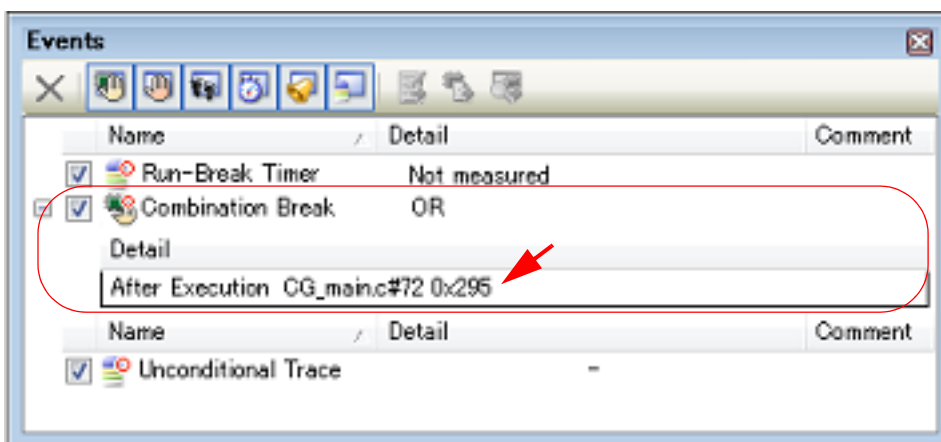 Events
Name Detail Comment
Run-Break Timer Not measured
Combination Break OR
Detail
After Execution CG_main.c#72 0x295
Name Detail Comment
Unconditional Trace -